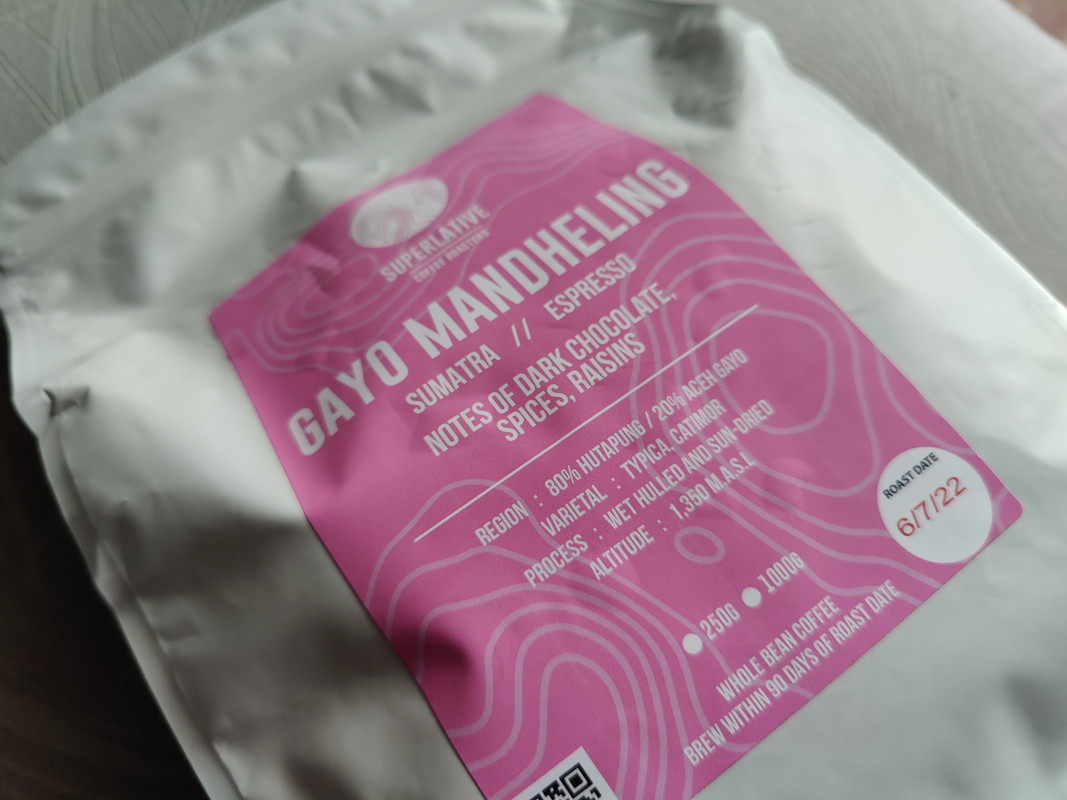 SUPERLATIVE
COFFEE ROASTERS
GAYO MANDHELING
SUMATRA // ESPRESSO
NOTES OF DARK CHOCOLATE,
SPICES, RAISINS
REGION : 80% HUTAPUNG / 20% ACEH GAYO
VARIETAL : TYPICA, CATIMOR
PROCESS : WET HULLED AND SUN-DRIED
ALTITUDE : 1,350 M.A.S.L
250G 1000G
WHOLE BEAN COFFEE
BREW WITHIN 90 DAYS OF ROAST DATE
ROAST DATE
6/7/22